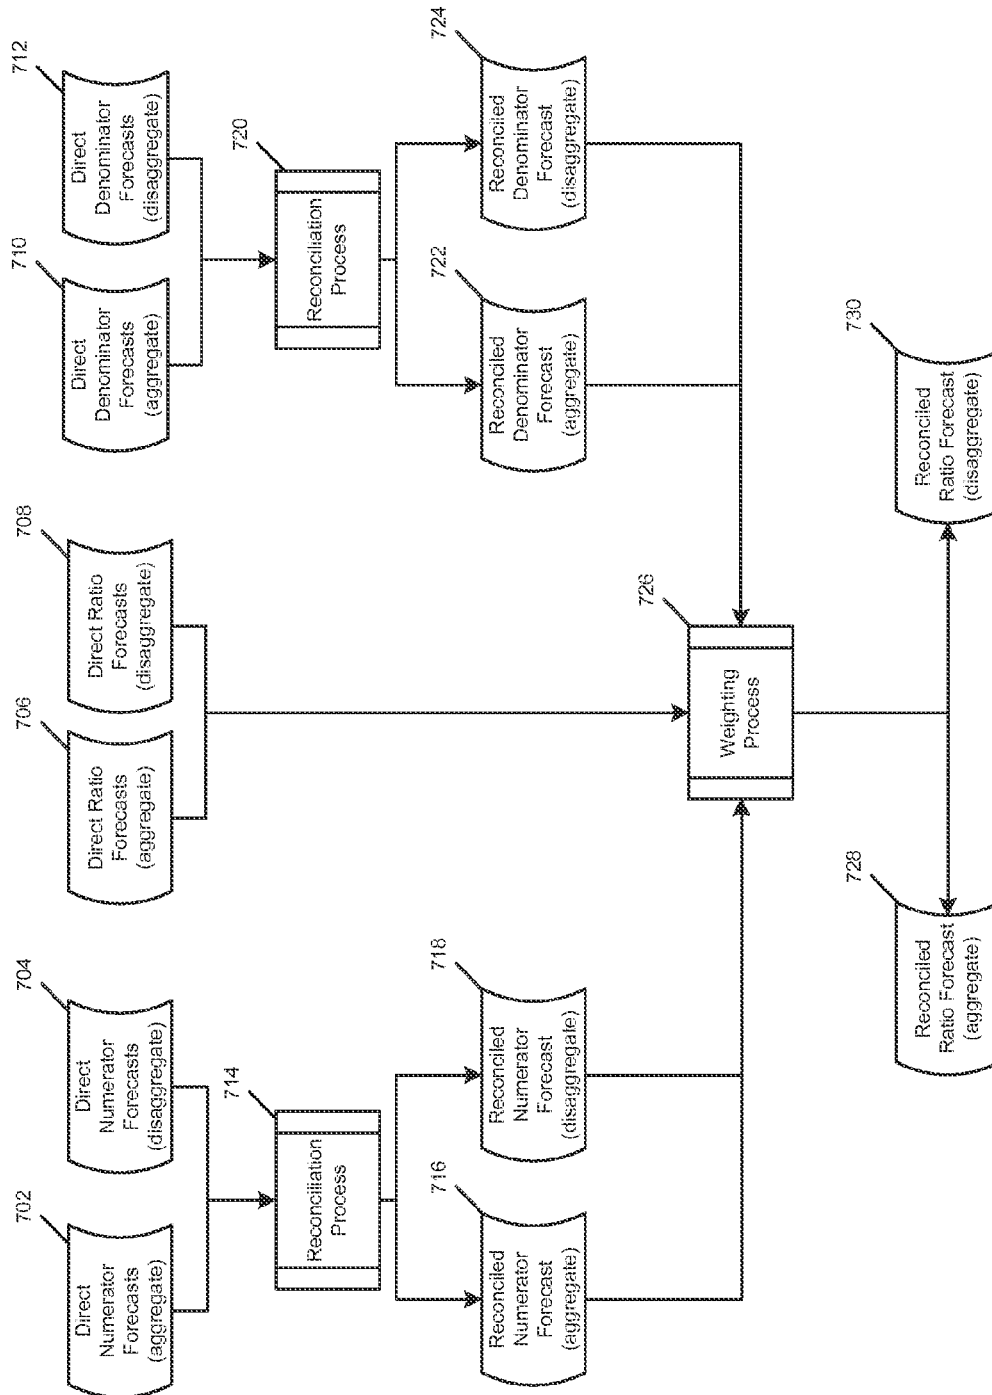 702
Direct
Numerator
Forecasts
(aggregate)
704
Direct
Numerator
Forecasts
(disaggregate)
706
Direct Ratio
Forecasts
(aggregate)
708
Direct Ratio
Forecasts
(disaggregate)
710
Direct
Denominator
Forecasts
(aggregate)
712
Direct
Denominator
Forecasts
(disaggregate)
714
Reconciliation
Process
720
Reconciliation
Process
716
Reconciled
Numerator
Forecast
(aggregate)
718
Reconciled
Numerator
Forecast
(disaggregate)
722
Reconciled
Denominator
Forecast
(aggregate)
724
Reconciled
Denominator
Forecast
(disaggregate)
726
Weighting
Process
728
Reconciled
Ratio Forecast
(aggregate)
730
Reconciled
Ratio Forecast
(disaggregate)